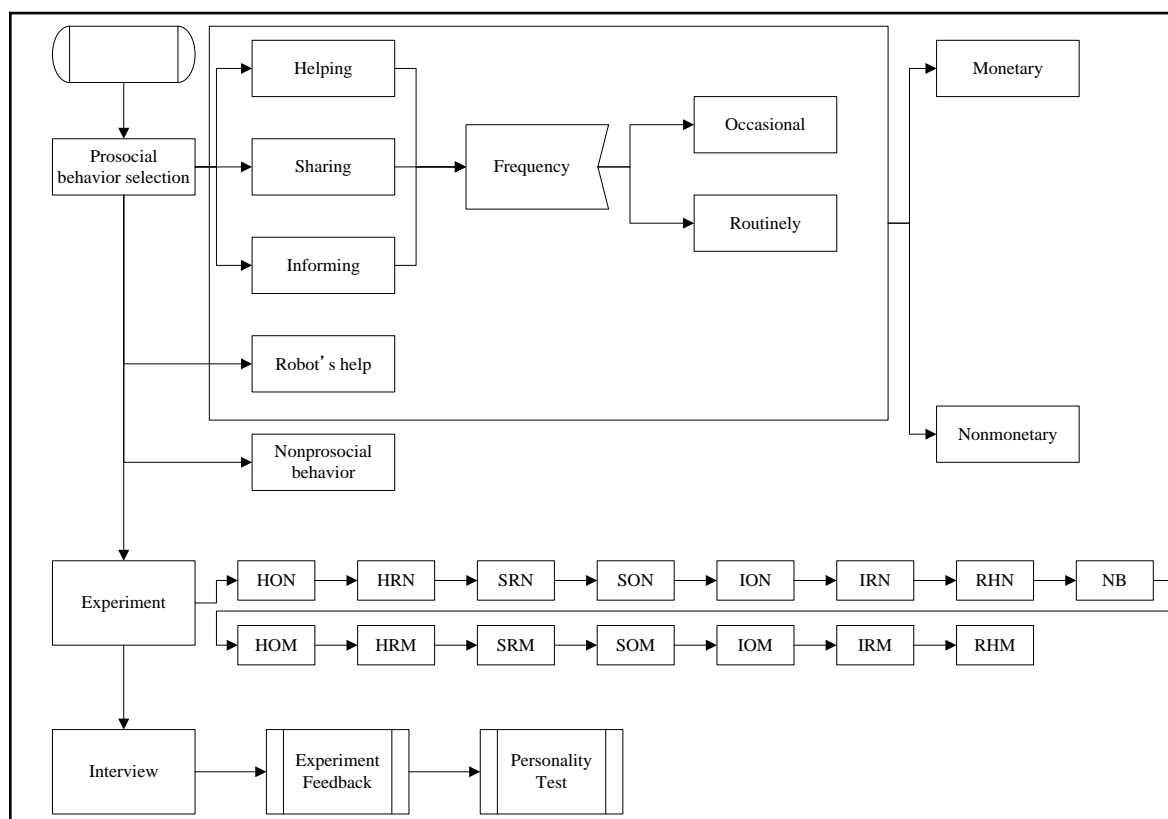 Helping
Monetary
Occasional
Prosocial
behavior selection
Sharing
Frequency
Routinely
Informing
Robot’s help
Nonmonetary
Nonprosocial
behavior
Experiment
HON
HRN
SRN
SON
ION
IRN
RHN
NB
HOM
HRM
SRM
SOM
IOM
IRM
RHM
Interview
Experiment
Feedback
Personality
Test